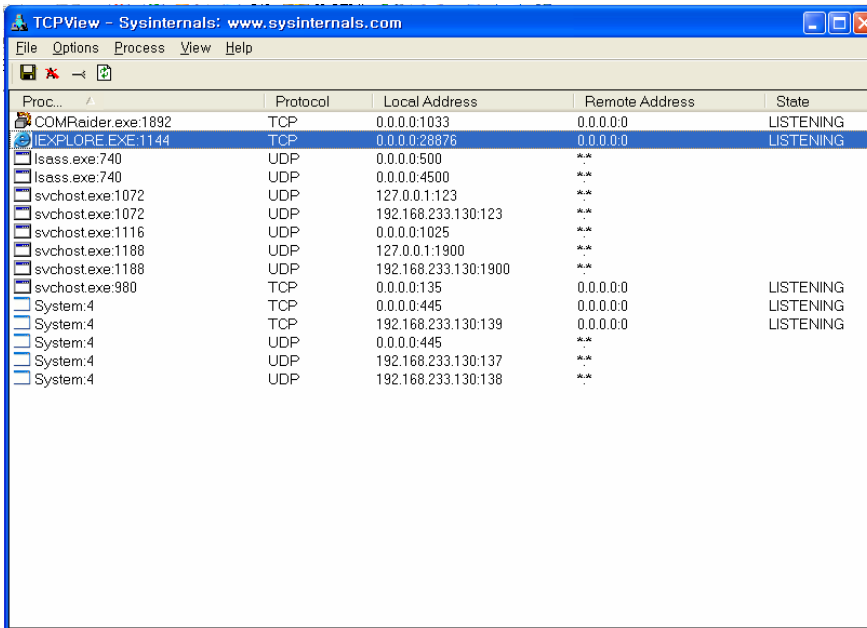 TCPView - Sysinternals: www.sysinternals.com
File Options Process View Help
Proc... Protocol Local Address Remote Address State
COMRaider.exe:1892 TCP 0.0.0.0:1033 0.0.0.0:0 LISTENING
IEXPLORE.EXE:1144 TCP 0.0.0.0:28876 0.0.0.0:0 LISTENING
lsass.exe:740 UDP 0.0.0.0:500 *:*
lsass.exe:740 UDP 0.0.0.0:4500 *:*
svchost.exe:1072 UDP 127.0.0.1:123 *:*
svchost.exe:1072 UDP 192.168.233.130:123 *:*
svchost.exe:1116 UDP 0.0.0.0:1025 *:*
svchost.exe:1188 UDP 127.0.0.1:1900 *:*
svchost.exe:1188 UDP 192.168.233.130:1900 *:*
svchost.exe:980 TCP 0.0.0.0:135 0.0.0.0:0 LISTENING
System:4 TCP 0.0.0.0:445 0.0.0.0:0 LISTENING
System:4 TCP 192.168.233.130:139 0.0.0.0:0 LISTENING
System:4 UDP 0.0.0.0:445 *:*
System:4 UDP 192.168.233.130:137 *:*
System:4 UDP 192.168.233.130:138 *:*